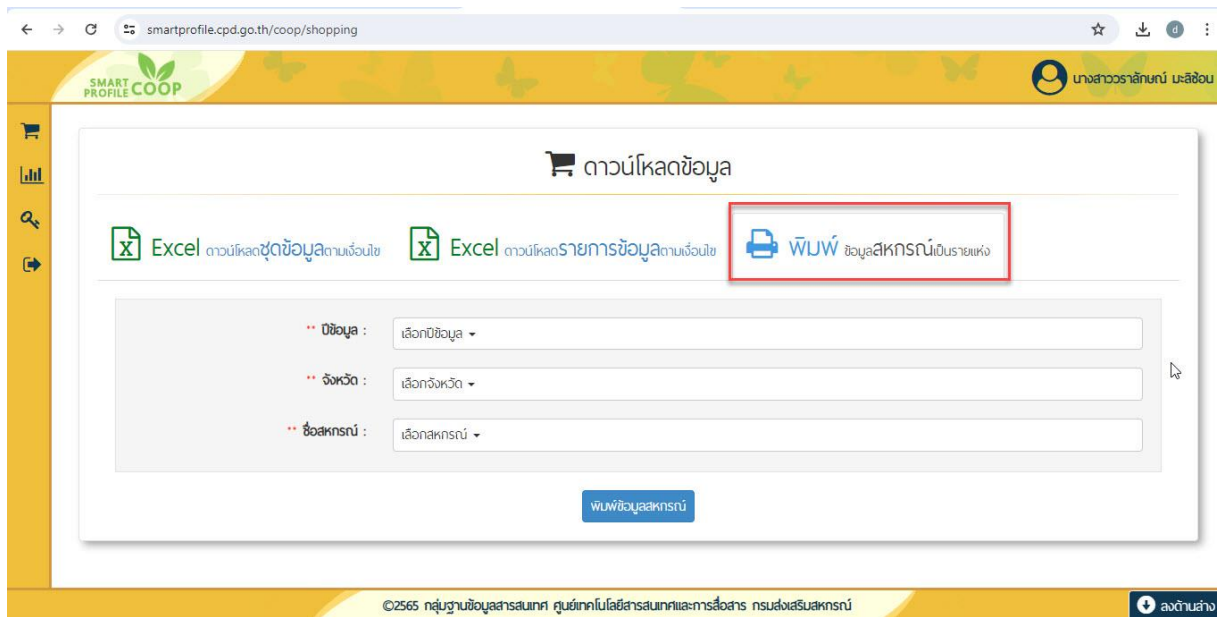 smartprofile.cpd.go.th/coop/shopping
d
SMART PROFILE COOP
นางสาววราลักษณ์ มะลิซ้อน
ดาวน์โหลดข้อมูล
X Excel ดาวน์โหลดชุดข้อมูลตามเงื่อนไข
X Excel ดาวน์โหลดรายการข้อมูลตามเงื่อนไข
พิมพ์ ข้อมูลสหกรณ์เป็นรายแห่ง
** ปีข้อมูล : เลือกปีข้อมูล
** จังหวัด : เลือกจังหวัด
** ชื่อสหกรณ์ : เลือกสหกรณ์
พิมพ์ข้อมูลสหกรณ์
©2565 กลุ่มฐานข้อมูลสารสนเทศ ศูนย์เทคโนโลยีสารสนเทศและการสื่อสาร กรมส่งเสริมสหกรณ์
ลงด้านล่าง